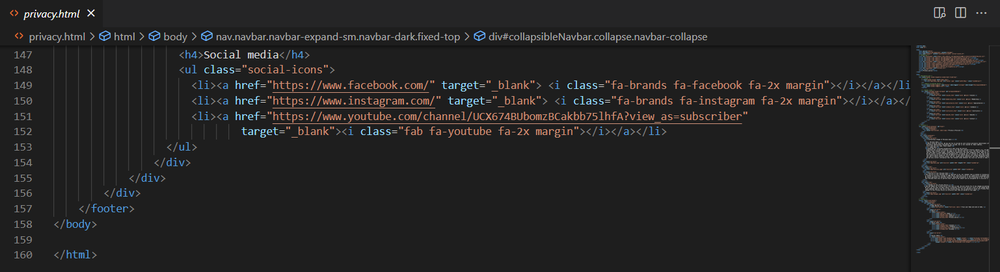 privacy.html
privacy.html > html > body > nav.navbar.navbar-expand-sm.navbar-dark.fixed-top > div#collapsibleNavbar.collapse.navbar-collapse
147 <h4>Social media</h4>
148 <ul class="social-icons">
149 <li><a href="https://www.facebook.com/" target="_blank"> <i class="fa-brands fa-facebook fa-2x margin"></i></a></li
150 <li><a href="https://www.instagram.com/" target="_blank"> <i class="fa-brands fa-instagram fa-2x margin"></i></a></
151 <li><a href="https://www.youtube.com/channel/UCX674BUbomzBCakbb75lhfA?view_as=subscriber"
152 target="_blank"><i class="fab fa-youtube fa-2x margin"></i></a></li>
153 </ul>
154 </div>
155 </div>
156 </div>
157 </footer>
158 </body>
159
160 </html>